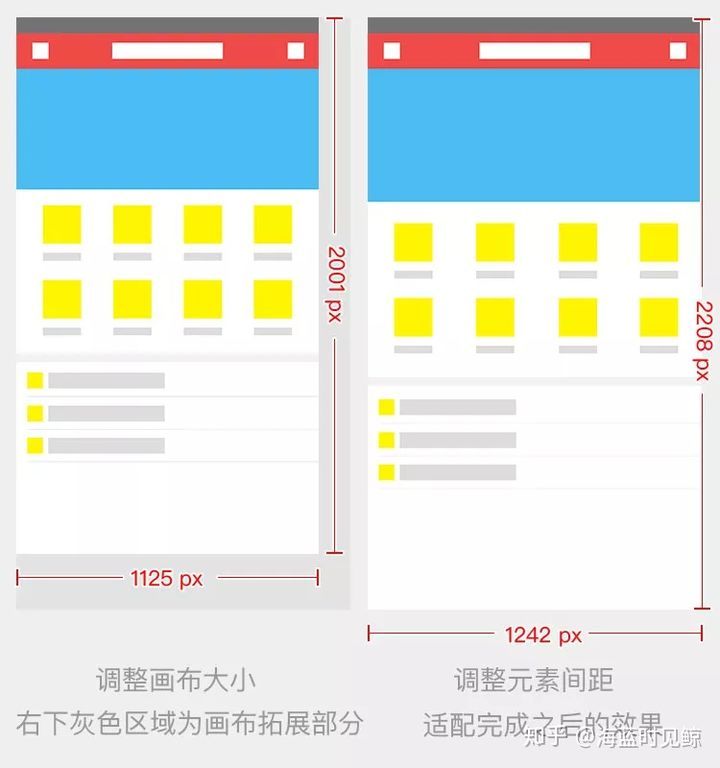 2001 px
2208 px
1125 px
1242 px
调整画布大小
右下灰色区域为画布拓展部分
调整元素间距
适配完成之后的效果
知乎 @海盗时见鲸